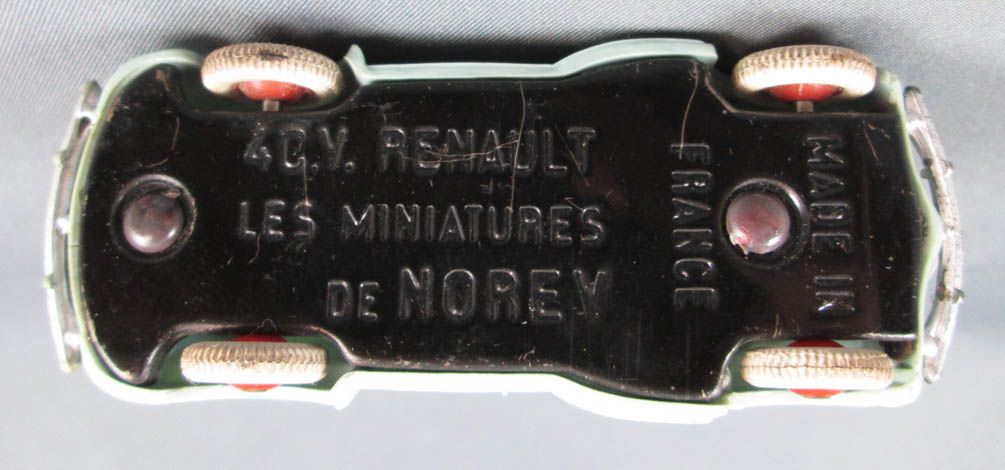 4C.V. RENAULT
LES MINIATURES
DE NOREV
MADE IN
FRANCE